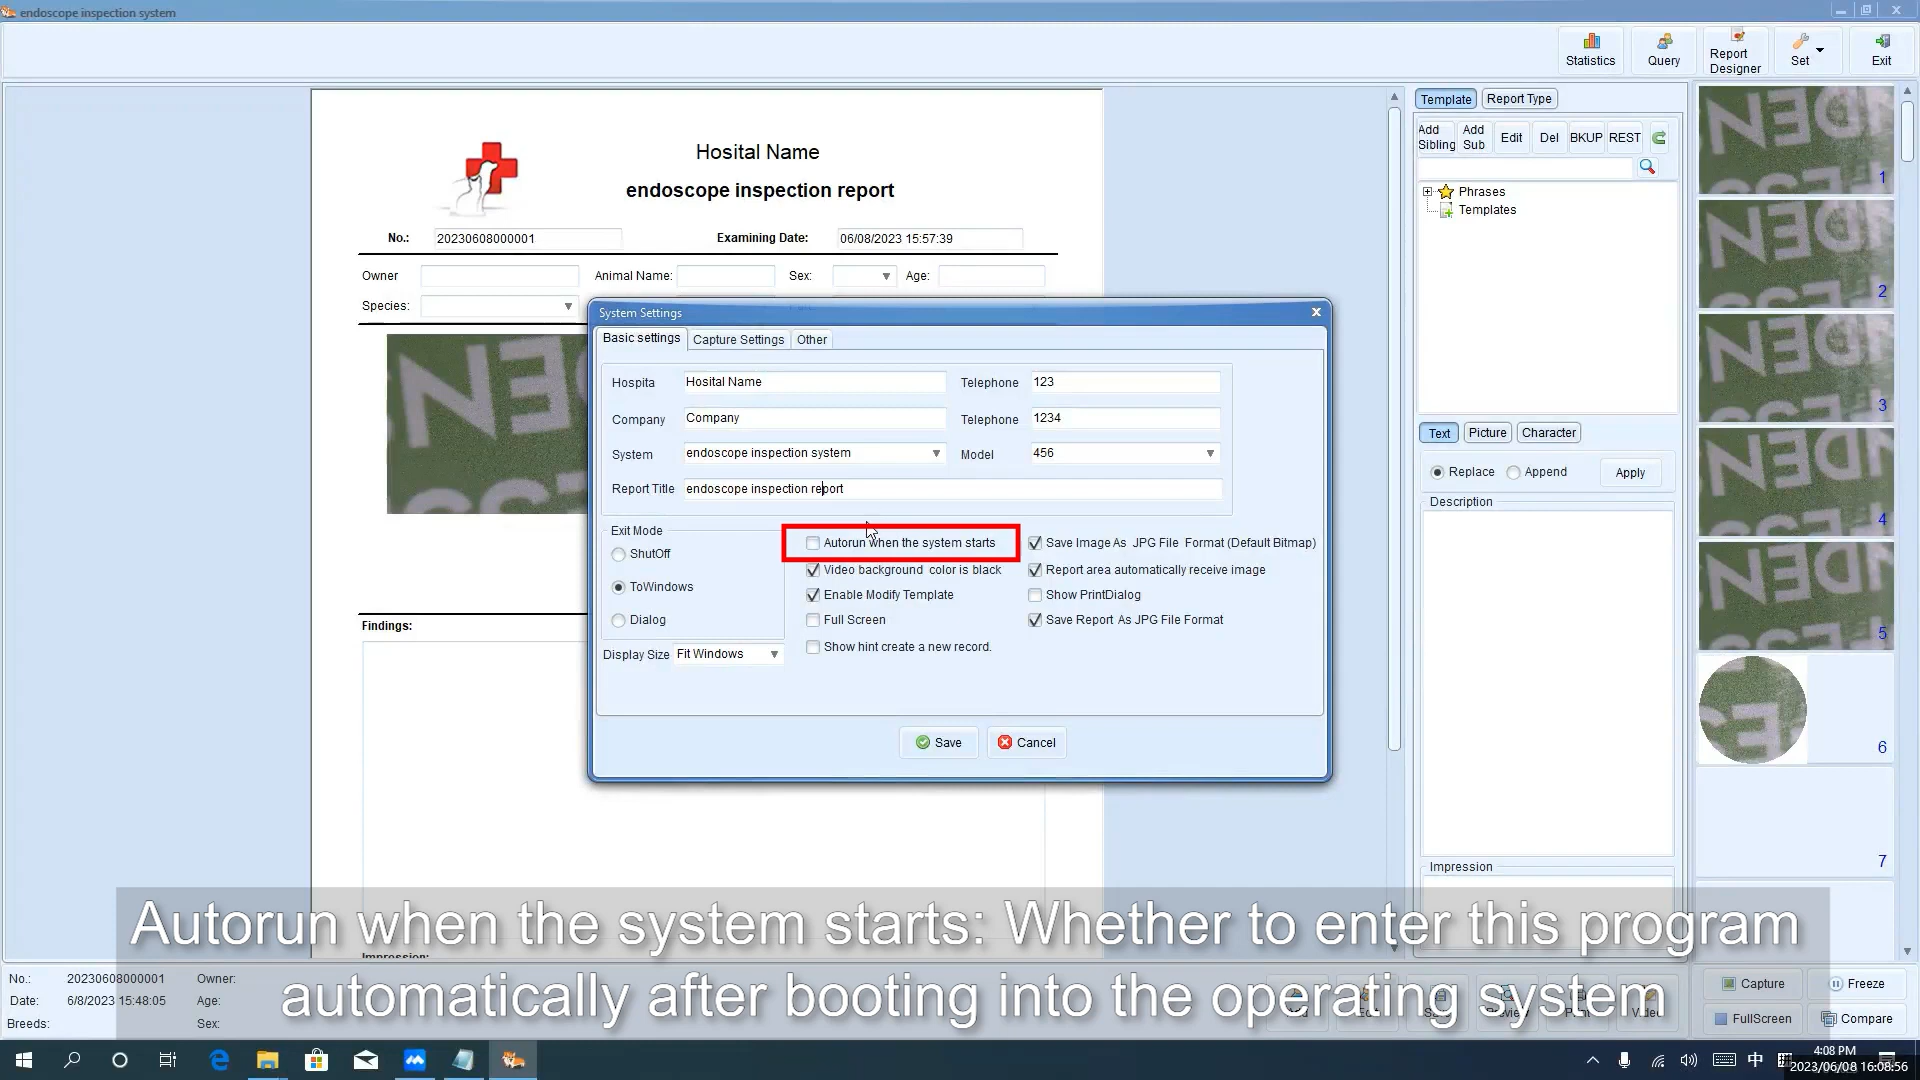 endoscope inspection system
Statistics
Query
Report
Designer
Set
Exit
Hosital Name
endoscope inspection report
No.:
20230608000001
Examining Date:
06/08/2023 15:57:39
Owner
Animal Name:
Sex:
Age:
Species:
System Settings
Basic settings
Capture Settings
Other
Hospita
Hosital Name
Telephone
123
Company
Company
Telephone
1234
System
endoscope inspection system
Model
456
Report Title
endoscope inspection report
Exit Mode
ShutOff
ToWindows
Dialog
Display Size
Fit Windows
Autorun when the system starts
Video background color is black
Enable Modify Template
Full Screen
Show hint create a new record.
Save Image As JPG File Format (Default Bitmap)
Report area automatically receive image
Show PrintDialog
Save Report As JPG File Format
Save
Cancel
Findings:
Impression:
Template
Report Type
Add
Sibling
Add
Sub
Edit
Del
BKUP
REST
Phrases
Templates
Text
Picture
Character
Replace
Append
Apply
Description
Impression
1
2
3
4
5
6
7
Autorun when the system starts: Whether to enter this program
automatically after booting into the operating system
No.:
20230608000001
Owner:
Date:
6/8/2023 15:48:05
Age:
Breeds:
Sex:
Capture
Freeze
FullScreen
Compare
中
4:08 PM
2023/06/08 16:08:56